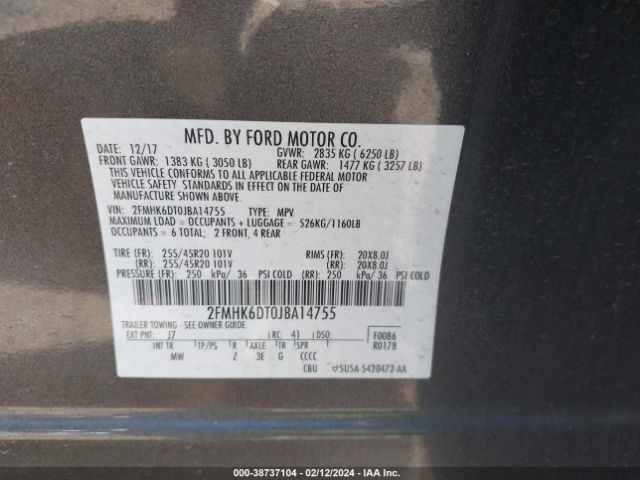 MFD. BY FORD MOTOR CO.
DATE: 12/17 GVWR: 2835 KG ( 6250 LB)
FRONT GAWR: 1383 KG ( 3050 LB) REAR GAWR: 1477 KG ( 3257 LB)
THIS VEHICLE CONFORMS TO ALL APPLICABLE FEDERAL MOTOR
VEHICLE SAFETY STANDARDS IN EFFECT ON THE DATE OF
MANUFACTURE SHOWN ABOVE.
VIN: 2FMHK6DT0JBA14755 TYPE: MPV
MAXIMUM LOAD = OCCUPANTS + LUGGAGE = 526KG/1160LB
OCCUPANTS = 6 TOTAL; 2 FRONT, 4 REAR
TIRE (FR): 255/45R20 101V RIMS (FR): 20X8.0J
(RR): 255/45R20 101V (RR): 20X8.0J
PRESSURE (FR): 250 kPa/ 36 PSI COLD (RR): 250 kPa/ 36 PSI COLD
2FMHK6DT0JBA14755
TRAILER TOWING - SEE OWNER GUIDE
EXT PNT: J7 RC: 41 DSO: F0086
INT TR TP/PS R AXLE TR SPR R0178
MW 2 3E G CCCC
CBU 5U5A-5420472-AA
000-38737104 - 02/12/2024 - IAAI.COM